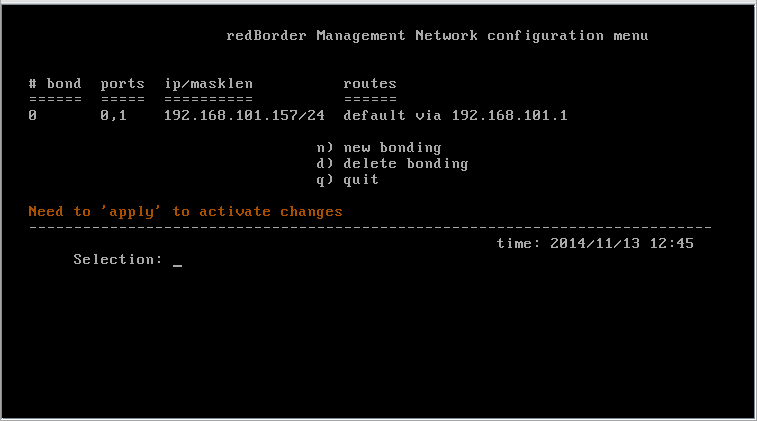 redBorder Management Network configuration menu
# bond  ports  ip/masklen          routes
======  =====  ==========          ======
0       0,1    192.168.101.157/24  default via 192.168.101.1
n) new bonding
d) delete bonding
q) quit
Need to 'apply' to activate changes
----------------------------------------------------------------------------
time: 2014/11/13 12:45
Selection: _